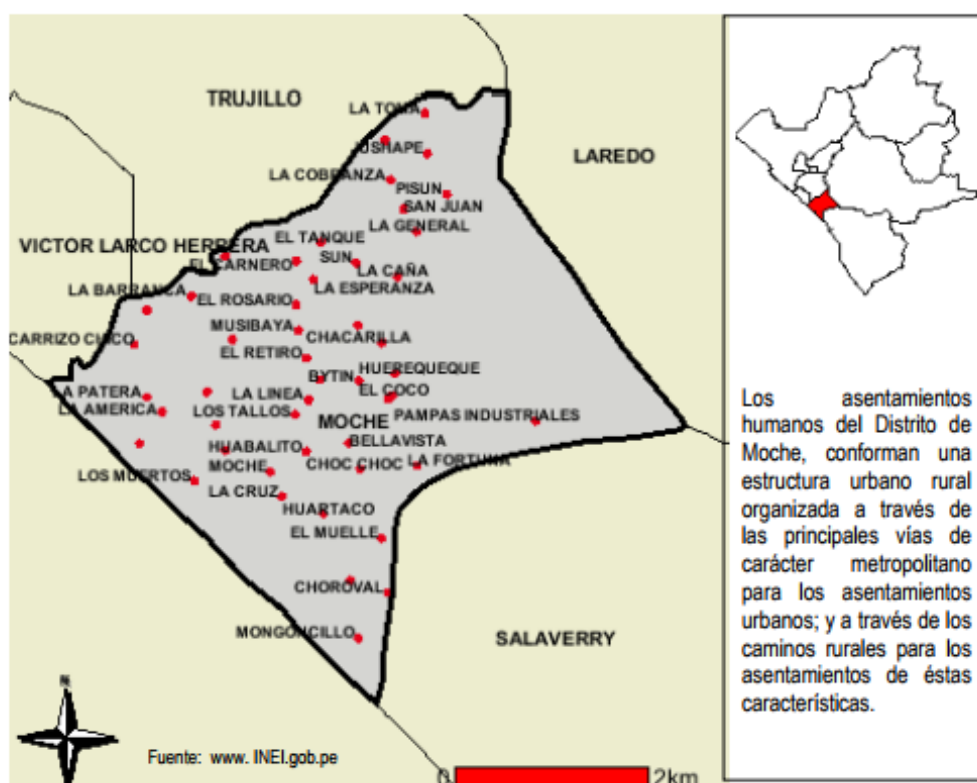 TRUJILLO
LA TOMA
JUSHAPE
LAREDO
LA COBRANZA
PISUN
SAN JUAN
LA GENERAL
EL TANQUE
VICTOR LARCO HERRERA
SUN
EL CARNERO
LA CAÑA
LA ESPERANZA
LA BARRANCA
EL ROSARIO
MUSIBAYA
CHACARILLA
CARRIZO CHICO
EL RETIRO
HUEREQUEQUE
BYTIN
LA PATERA
LA LINEA
EL COCO
LA AMERICA
LOS TALLOS
MOCHE
PAMPAS INDUSTRIALES
BELLAVISTA
HUABALITO
MOCHE
CHOC CHOC
LA FORTUNA
LOS MUERTOS
LA CRUZ
HUARTACO
EL MUELLE
CHOROVAL
MONGONCILLO
SALAVERRY
N
Fuente: www. INEI.gob.pe
0 2km
Los asentamientos
humanos del Distrito de
Moche, conforman una
estructura urbano rural
organizada a través de
las principales vías de
carácter metropolitano
para los asentamientos
urbanos; y a través de los
caminos rurales para los
asentamientos de éstas
características.